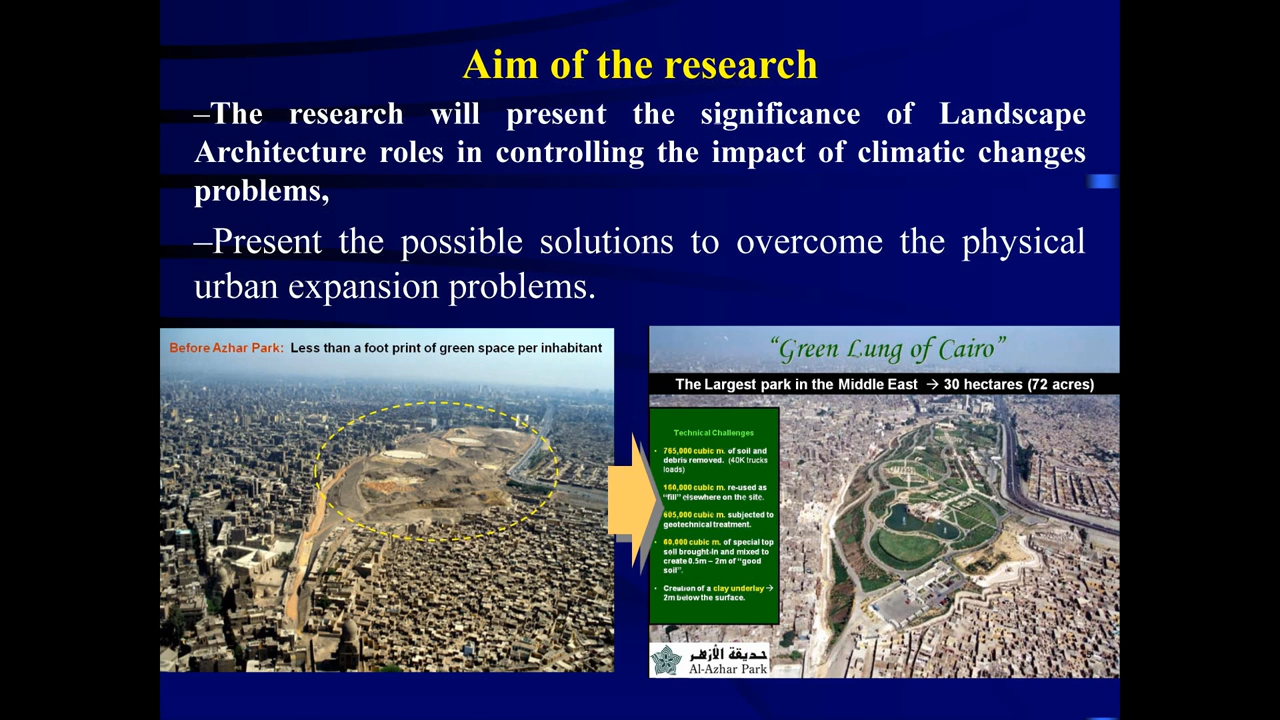 Aim of the research
–The research will present the significance of Landscape
Architecture roles in controlling the impact of climatic changes
problems,
–Present the possible solutions to overcome the physical
urban expansion problems.
Before Azhar Park: Less than a foot print of green space per inhabitant
“Green Lung of Cairo”
The Largest park in the Middle East → 30 hectares (72 acres)
Technical Challenges
• 765,000 cubic m. of soil and
debris removed. (40K trucks
loads)
• 160,000 cubic m. re-used as
“fill” elsewhere on the site.
• 605,000 cubic m. subjected to
geotechnical treatment.
• 60,000 cubic m. of special top
soil brought-in and mixed to
create 0.5m – 2m of “good
soil”.
• Creation of a clay underlay →
2m below the surface.
حديقة الأزهر
Al-Azhar Park